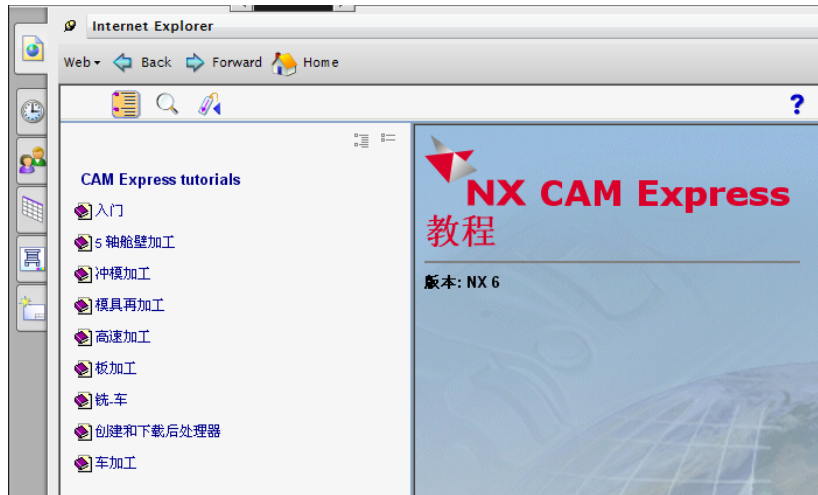 Internet Explorer
Web Back Forward Home
?
CAM Express tutorials
入门
5 轴舱壁加工
冲模加工
模具再加工
高速加工
板加工
铣-车
创建和下载后处理器
车加工
NX CAM Express
教程
版本: NX 6